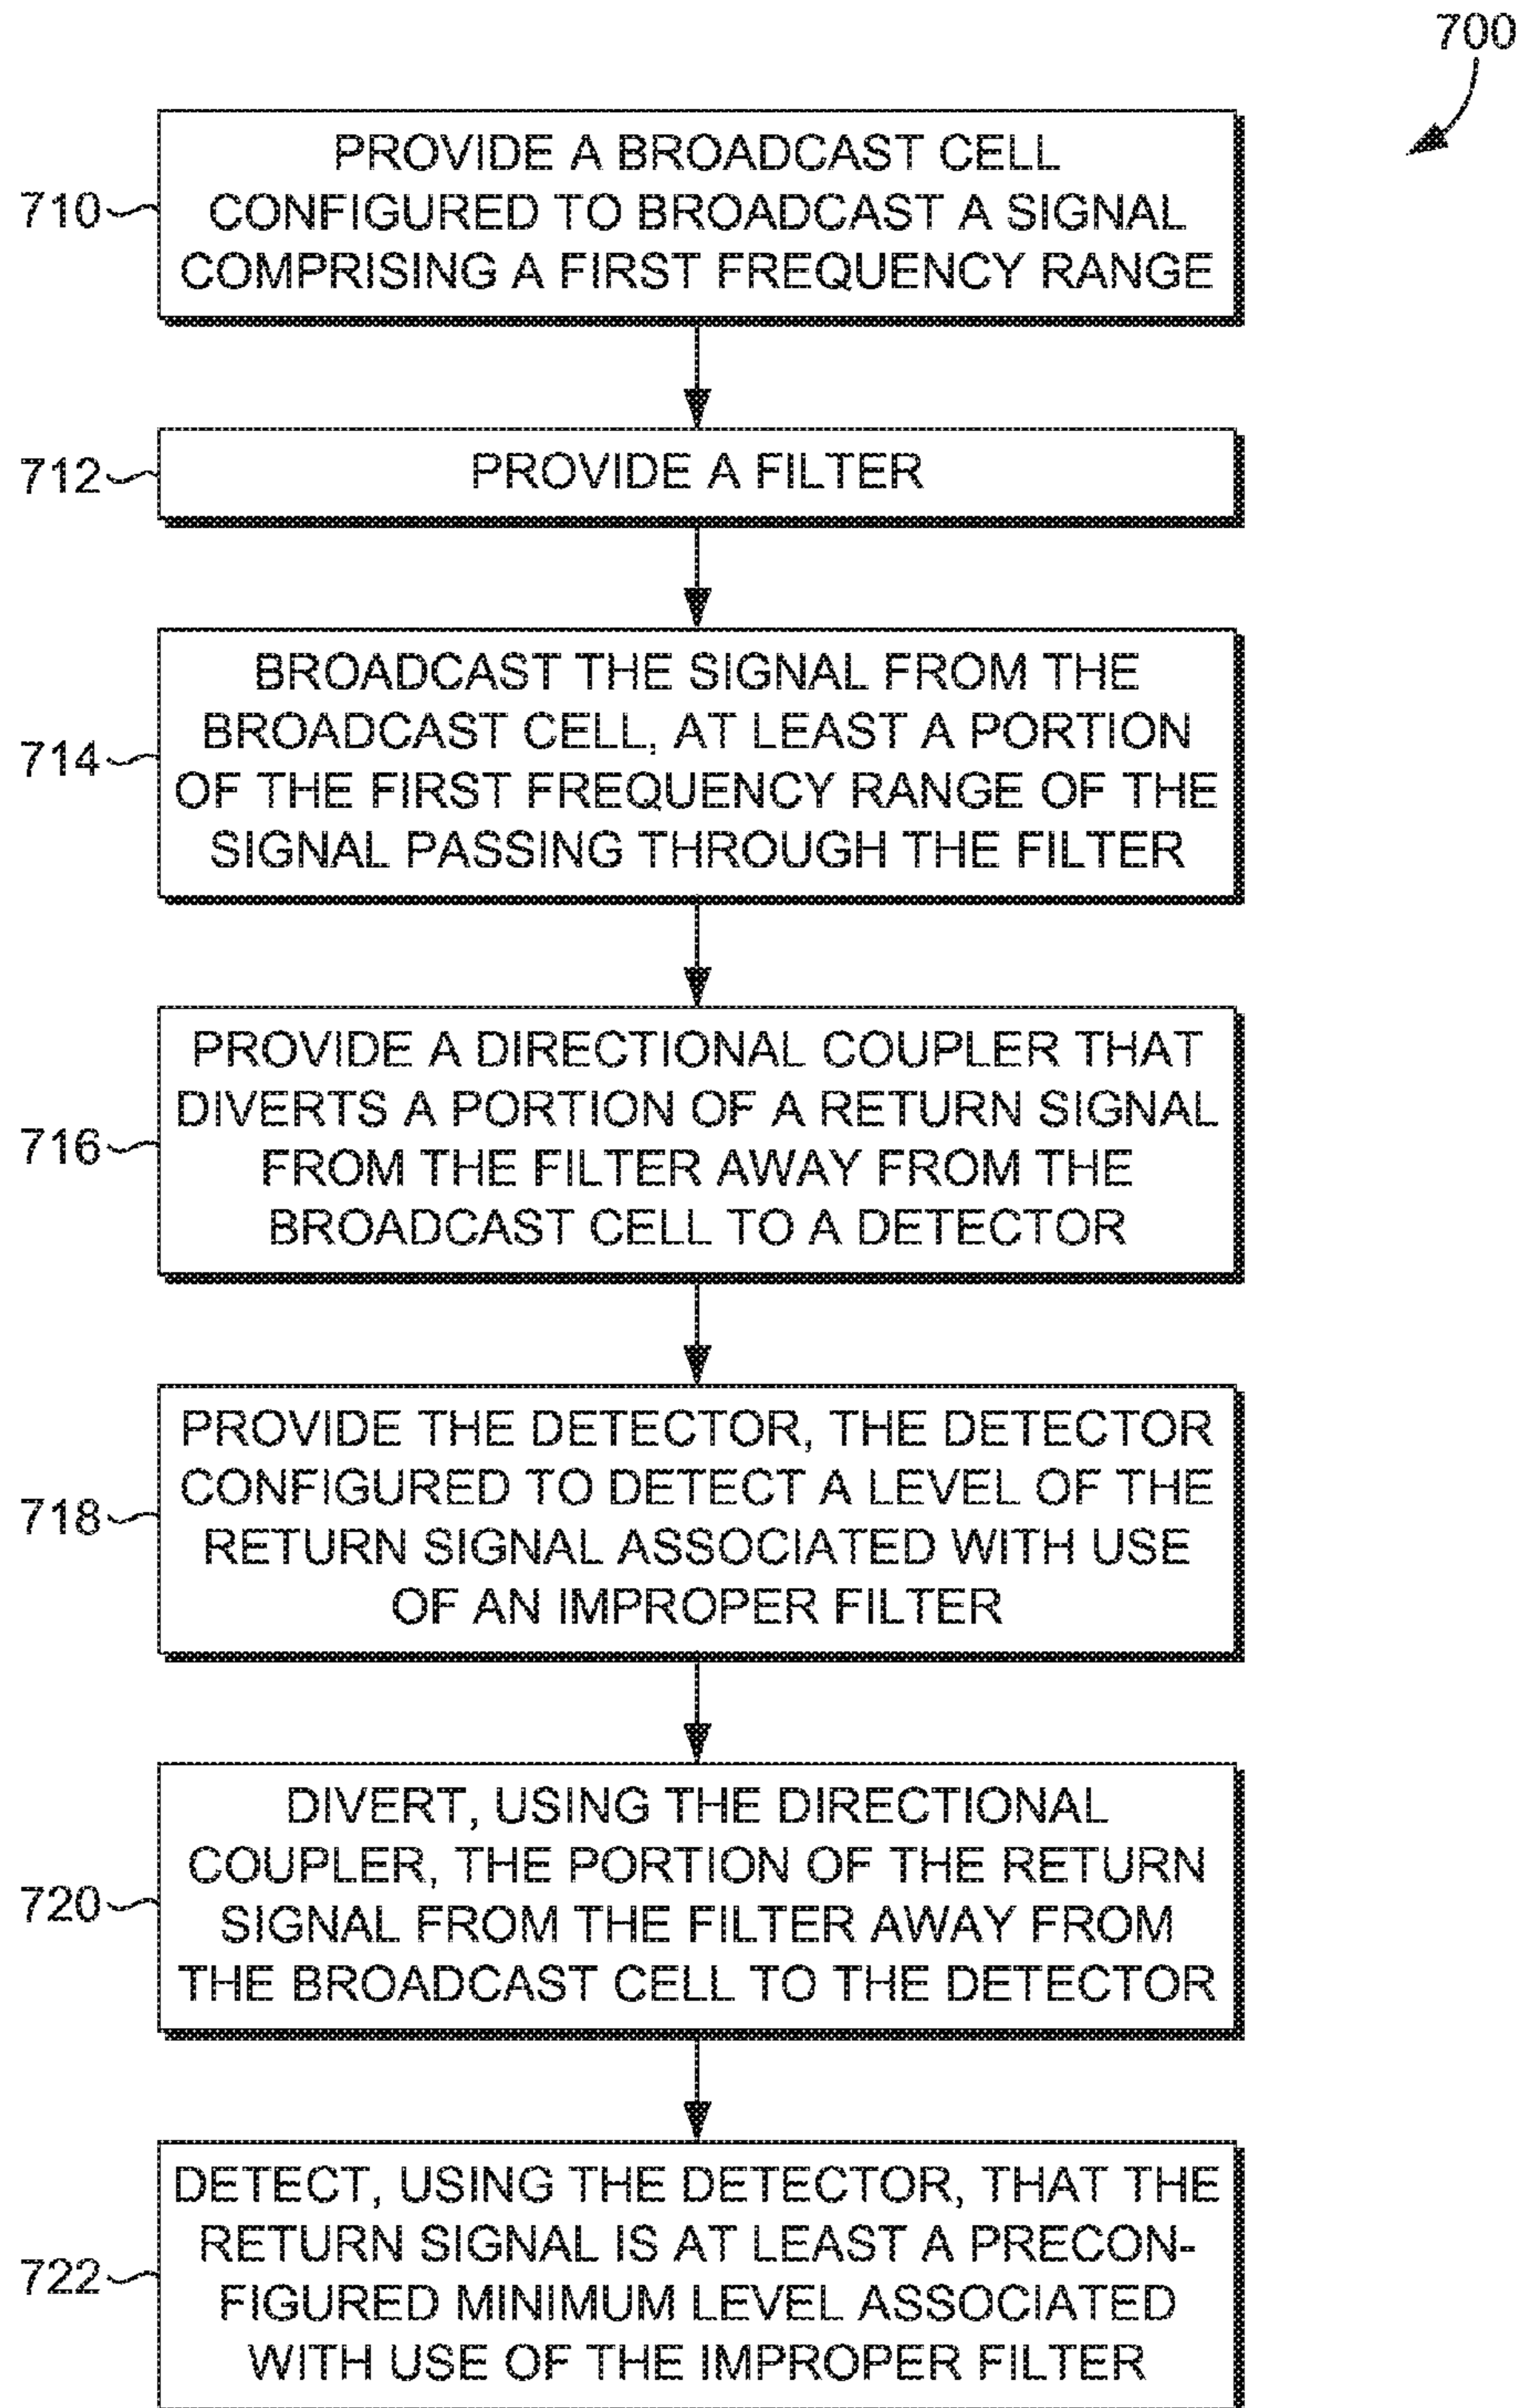 700
710
PROVIDE A BROADCAST CELL
CONFIGURED TO BROADCAST A SIGNAL
COMPRISING A FIRST FREQUENCY RANGE
712
PROVIDE A FILTER
714
BROADCAST THE SIGNAL FROM THE
BROADCAST CELL, AT LEAST A PORTION
OF THE FIRST FREQUENCY RANGE OF THE
SIGNAL PASSING THROUGH THE FILTER
716
PROVIDE A DIRECTIONAL COUPLER THAT
DIVERTS A PORTION OF A RETURN SIGNAL
FROM THE FILTER AWAY FROM THE
BROADCAST CELL TO A DETECTOR
718
PROVIDE THE DETECTOR, THE DETECTOR
CONFIGURED TO DETECT A LEVEL OF THE
RETURN SIGNAL ASSOCIATED WITH USE
OF AN IMPROPER FILTER
720
DIVERT, USING THE DIRECTIONAL
COUPLER, THE PORTION OF THE RETURN
SIGNAL FROM THE FILTER AWAY FROM
THE BROADCAST CELL TO THE DETECTOR
722
DETECT, USING THE DETECTOR, THAT THE
RETURN SIGNAL IS AT LEAST A PRECON-
FIGURED MINIMUM LEVEL ASSOCIATED
WITH USE OF THE IMPROPER FILTER